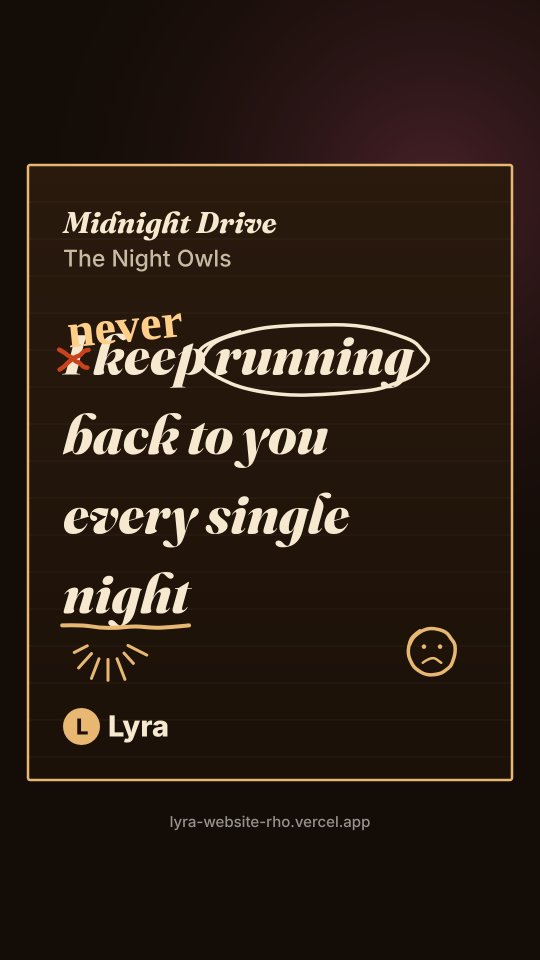 Midnight Drive
The Night Owls
never
I keep running
back to you
every single
night
L Lyra
lyra-website-rho.vercel.app